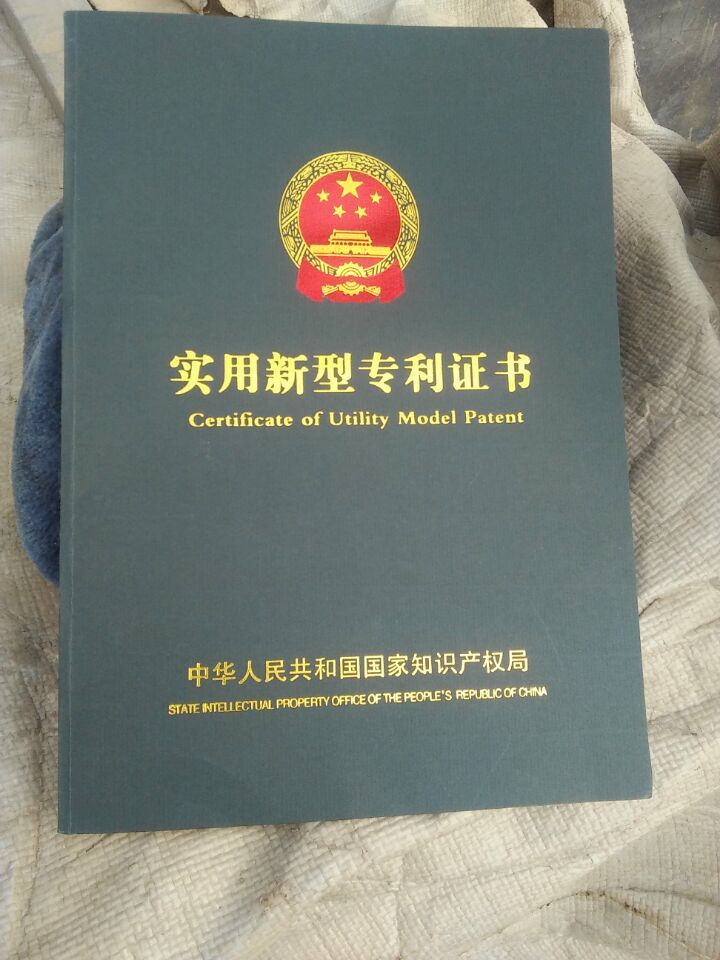 实用新型专利证书
Certificate of Utility Model Patent
中华人民共和国国家知识产权局
STATE INTELLECTUAL PROPERTY OFFICE OF THE PEOPLE'S REPUBLIC OF CHINA